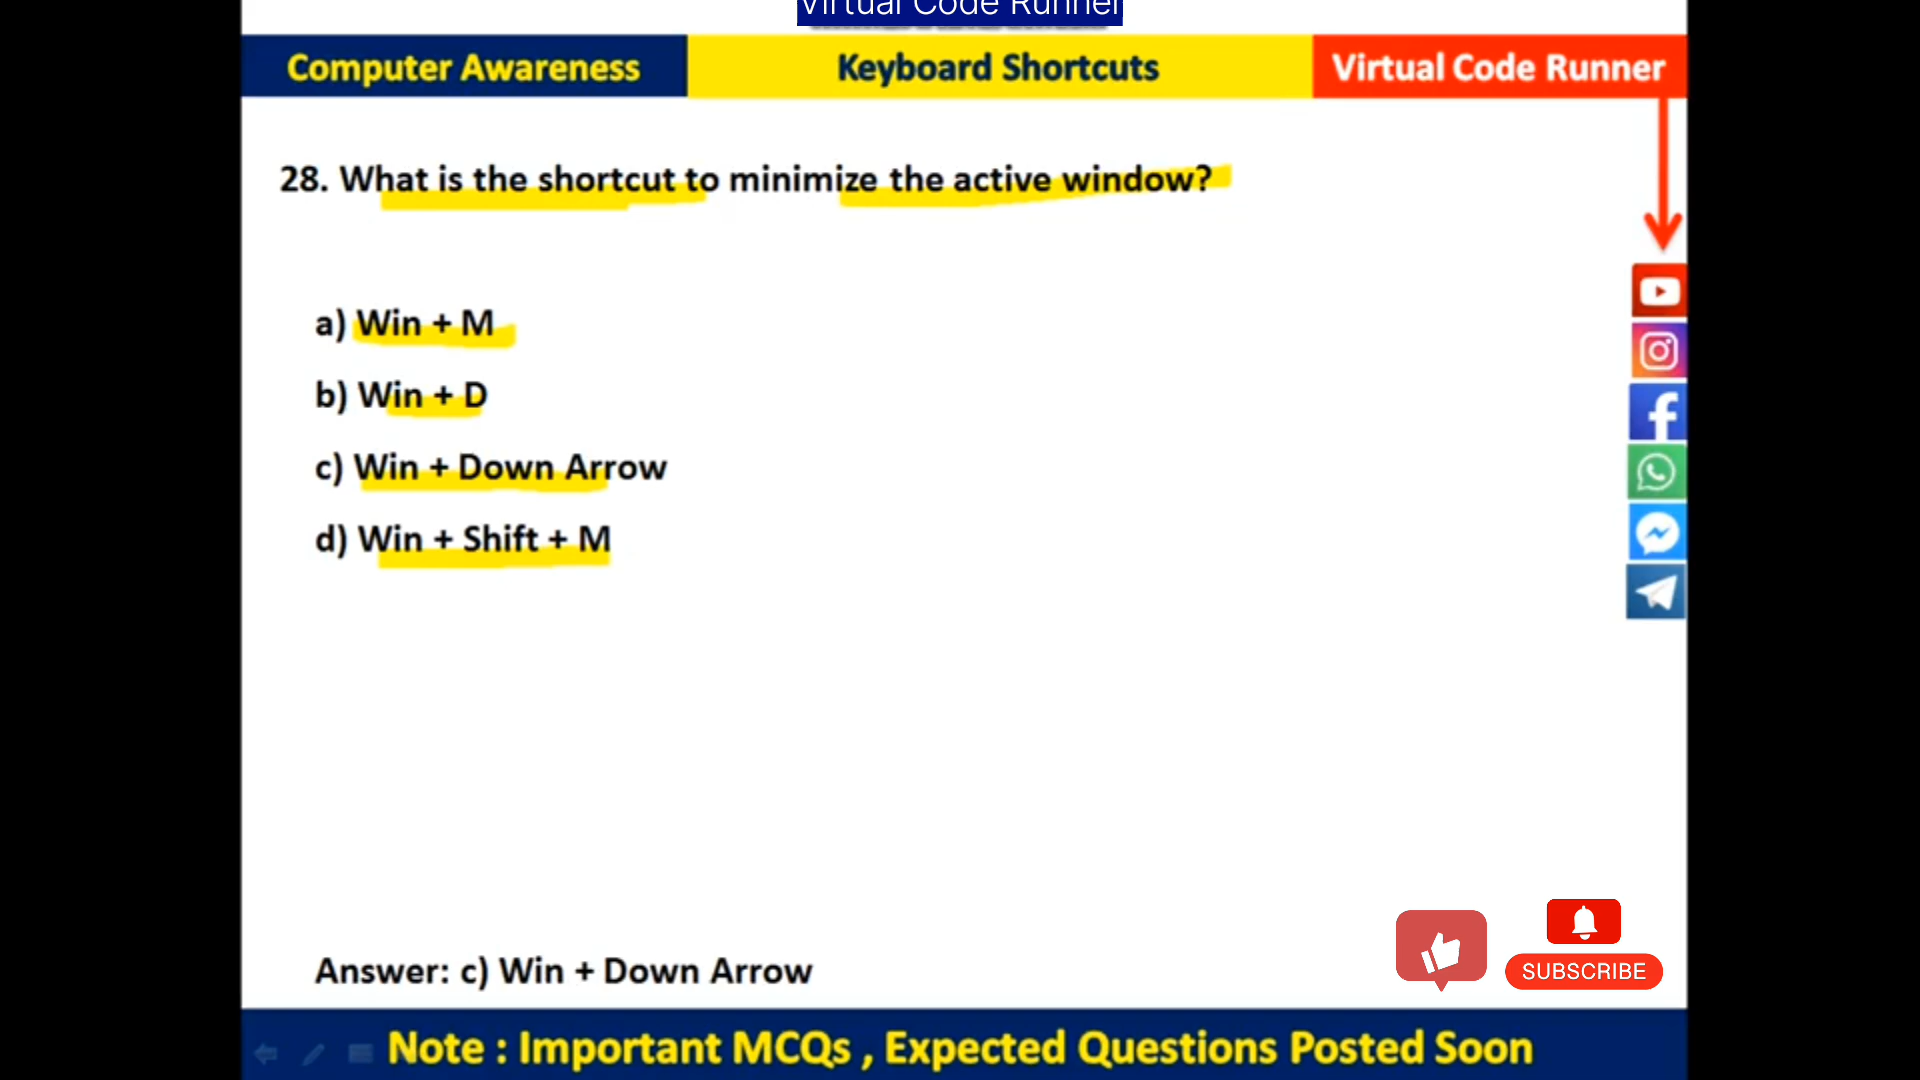 Virtual Code Runner
Computer Awareness Keyboard Shortcuts Virtual Code Runner
28. What is the shortcut to minimize the active window?
a) Win + M
b) Win + D
c) Win + Down Arrow
d) Win + Shift + M
Answer: c) Win + Down Arrow
SUBSCRIBE
Note : Important MCQs , Expected Questions Posted Soon